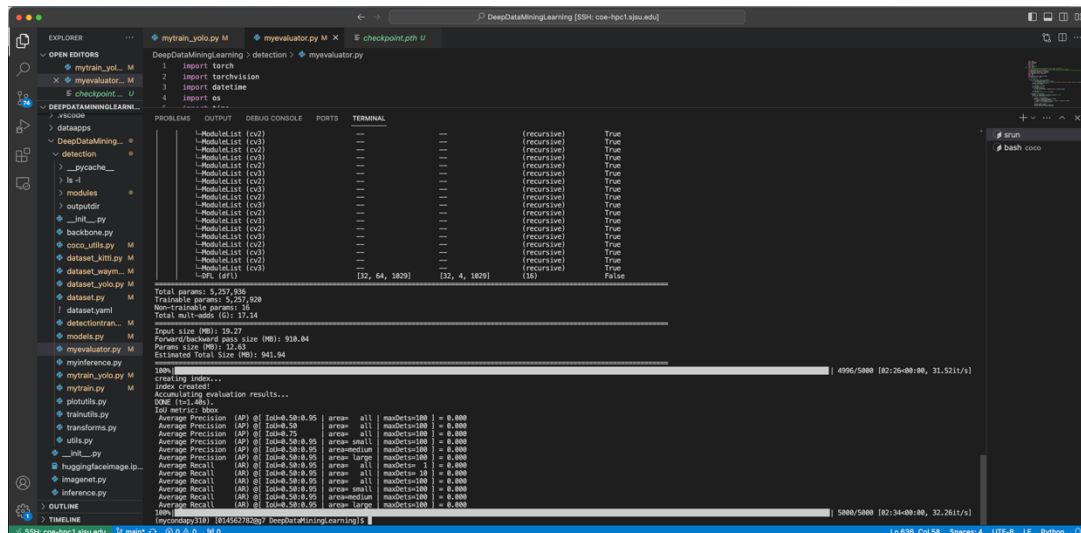 DeepDataMiningLearning [SSH: coe-hpc1.sjsu.edu]
EXPLORER
mytrain_yolo.py M
myevaluator.py M
checkpoint.pth U
OPEN EDITORS
mytrain_yol... M
myevaluator... M
checkpoint.... U
DEEPDATAMININGLEARNI...
.vscode
dataapps
DeepDataMining...
detection
__pycache__
ls -l
modules
outputdir
__init__.py
backbone.py
coco_utils.py M
dataset_kitti.py M
dataset_waym... M
dataset_yolo.py M
dataset.py M
dataset.yaml
detectiontran... M
models.py M
myevaluator.py M
myinference.py
mytrain_yolo.py M
mytrain.py M
plotutils.py
trainutils.py
transforms.py
utils.py
__init__.py
huggingfaceimage.ip...
imagenet.py
inference.py
OUTLINE
TIMELINE
74
DeepDataMiningLearning > detection > myevaluator.py
1 import torch
2 import torchvision
3 import datetime
4 import os
PROBLEMS OUTPUT DEBUG CONSOLE PORTS TERMINAL
└─ModuleList (cv2) -- -- (recursive) True
└─ModuleList (cv3) -- -- (recursive) True
└─ModuleList (cv2) -- -- (recursive) True
└─ModuleList (cv3) -- -- (recursive) True
└─ModuleList (cv2) -- -- (recursive) True
└─ModuleList (cv3) -- -- (recursive) True
└─ModuleList (cv2) -- -- (recursive) True
└─ModuleList (cv3) -- -- (recursive) True
└─ModuleList (cv2) -- -- (recursive) True
└─ModuleList (cv3) -- -- (recursive) True
└─ModuleList (cv2) -- -- (recursive) True
└─ModuleList (cv3) -- -- (recursive) True
└─ModuleList (cv2) -- -- (recursive) True
└─ModuleList (cv3) -- -- (recursive) True
└─ModuleList (cv2) -- -- (recursive) True
└─ModuleList (cv3) -- -- (recursive) True
└─DFL (dfl) [32, 64, 1029] [32, 4, 1029] (16) False
Total params: 5,257,936
Trainable params: 5,257,920
Non-trainable params: 16
Total mult-adds (G): 17.14
Input size (MB): 19.27
Forward/backward pass size (MB): 910.04
Params size (MB): 12.63
Estimated Total Size (MB): 941.94
100%| | 4996/5000 [02:26<00:00, 31.52it/s]
creating index...
index created!
Accumulating evaluation results...
DONE (t=1.40s).
IoU metric: bbox
Average Precision (AP) @[ IoU=0.50:0.95 | area= all | maxDets=100 ] = 0.000
Average Precision (AP) @[ IoU=0.50 | area= all | maxDets=100 ] = 0.000
Average Precision (AP) @[ IoU=0.75 | area= all | maxDets=100 ] = 0.000
Average Precision (AP) @[ IoU=0.50:0.95 | area= small | maxDets=100 ] = 0.000
Average Precision (AP) @[ IoU=0.50:0.95 | area=medium | maxDets=100 ] = 0.000
Average Precision (AP) @[ IoU=0.50:0.95 | area= large | maxDets=100 ] = 0.000
Average Recall (AR) @[ IoU=0.50:0.95 | area= all | maxDets= 1 ] = 0.000
Average Recall (AR) @[ IoU=0.50:0.95 | area= all | maxDets= 10 ] = 0.000
Average Recall (AR) @[ IoU=0.50:0.95 | area= all | maxDets=100 ] = 0.000
Average Recall (AR) @[ IoU=0.50:0.95 | area= small | maxDets=100 ] = 0.000
Average Recall (AR) @[ IoU=0.50:0.95 | area=medium | maxDets=100 ] = 0.000
Average Recall (AR) @[ IoU=0.50:0.95 | area= large | maxDets=100 ] = 0.000
100%| | 5000/5000 [02:34<00:00, 32.26it/s]
(mycondapy310) [014562782@g7 DeepDataMiningLearning]$
srun
bash coco
SSH: coe-hpc1.sjsu.edu main* 0 0 0 Ln 636, Col 58 Spaces: 4 UTF-8 LF Python